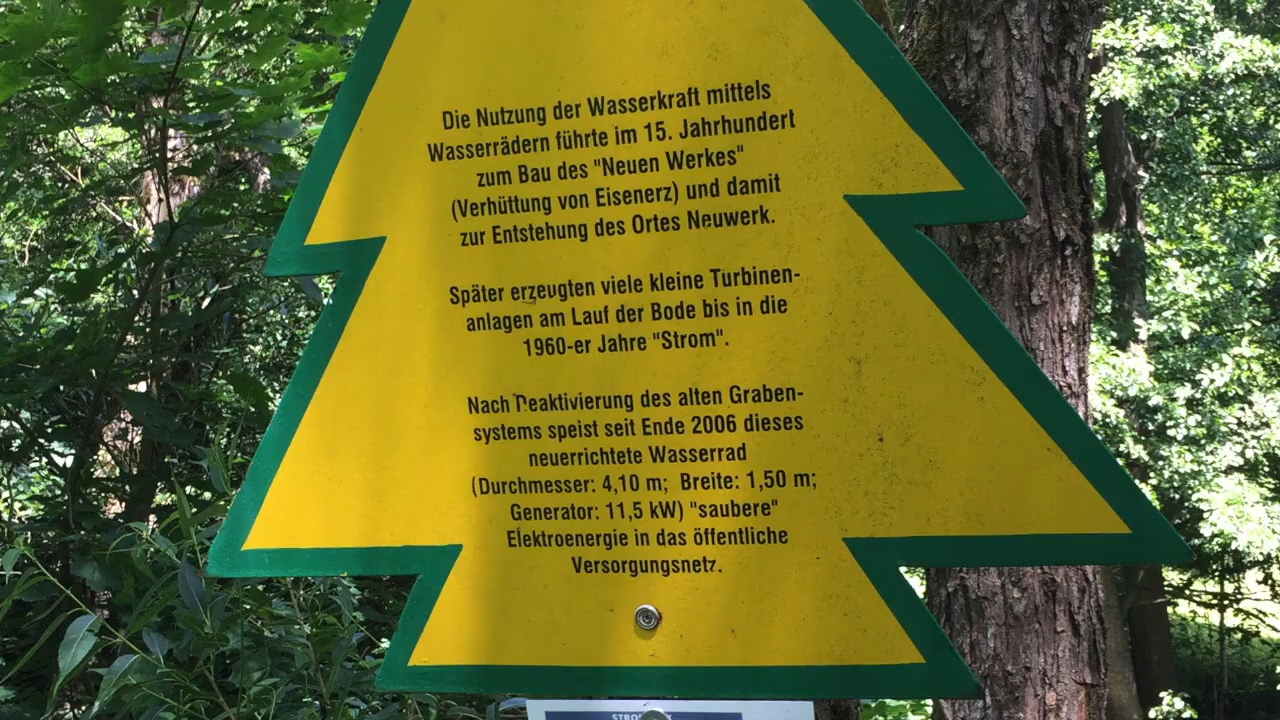 Die Nutzung der Wasserkraft mittels
Wasserrädern führte im 15. Jahrhundert
zum Bau des "Neuen Werkes"
(Verhüttung von Eisenerz) und damit
zur Entstehung des Ortes Neuwerk.
Später erzeugten viele kleine Turbinen-
anlagen am Lauf der Bode bis in die
1960-er Jahre "Strom".
Nach Reaktivierung des alten Graben-
systems speist seit Ende 2006 dieses
neuerrichtete Wasserrad
(Durchmesser: 4,10 m; Breite: 1,50 m;
Generator: 11,5 kW) "saubere"
Elektroenergie in das öffentliche
Versorgungsnetz.